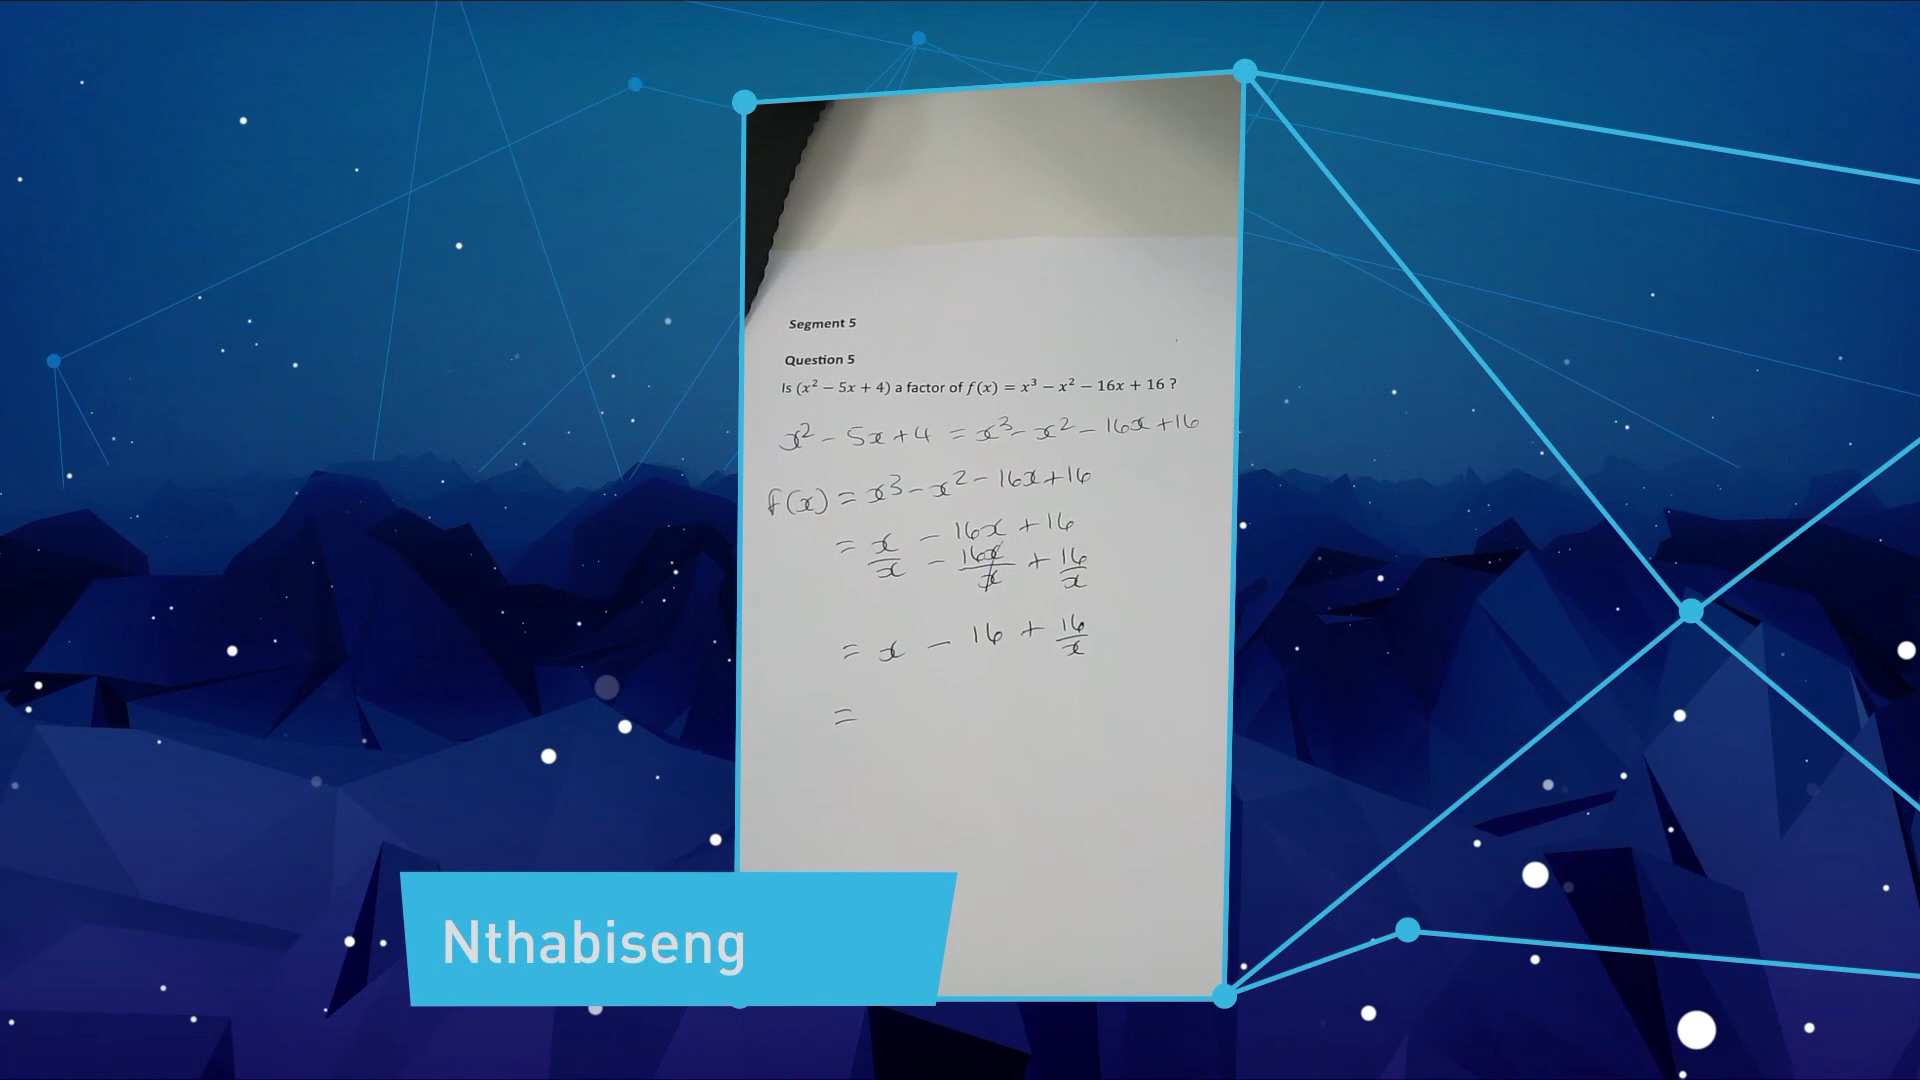 Segment 5
Question 5
Is (x² − 5x + 4) a factor of f(x) = x³ − x² − 16x + 16 ?
x² − 5x + 4 = x³ − x² − 16x + 16
f(x) = x³ − x² − 16x + 16
= x − 16x + 16
x/x − 16x/x + 16/x
= x − 16 + 16/x
=
Nthabiseng